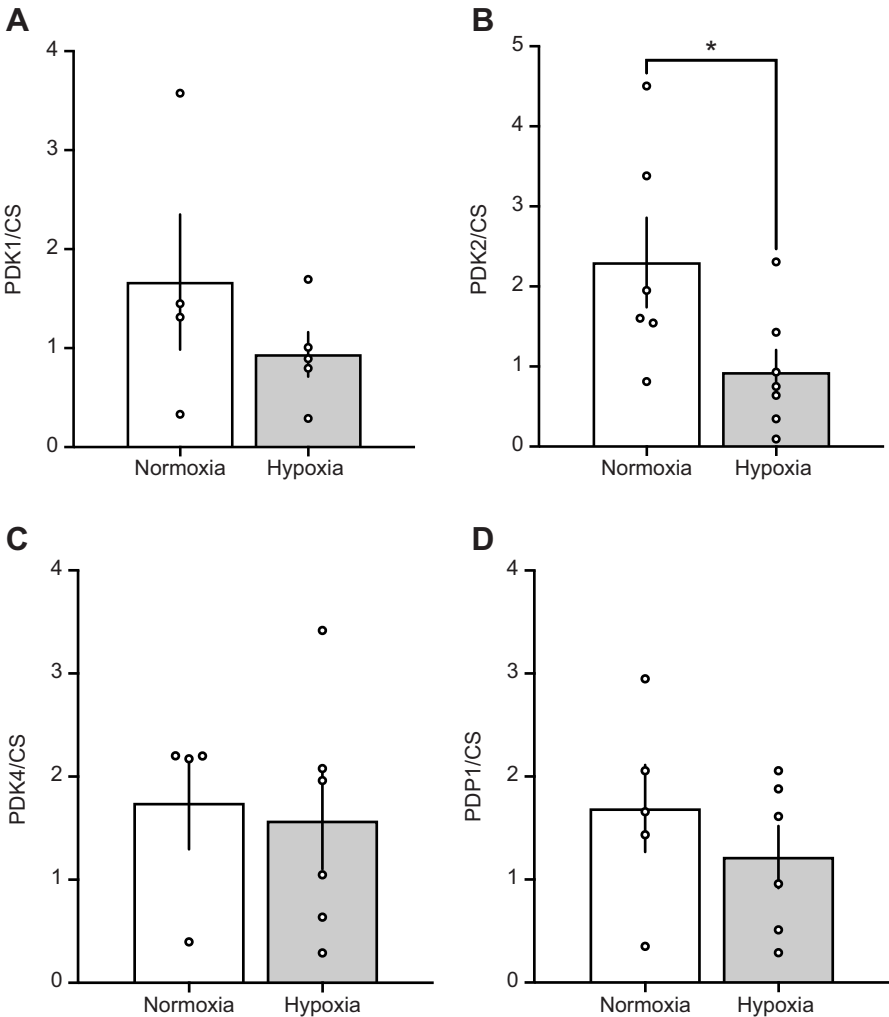 A
4
3
2
1
0
PDK1/CS
Normoxia
Hypoxia
B
5
4
3
2
1
0
PDK2/CS
*
Normoxia
Hypoxia
C
4
3
2
1
0
PDK4/CS
Normoxia
Hypoxia
D
4
3
2
1
0
PDP1/CS
Normoxia
Hypoxia